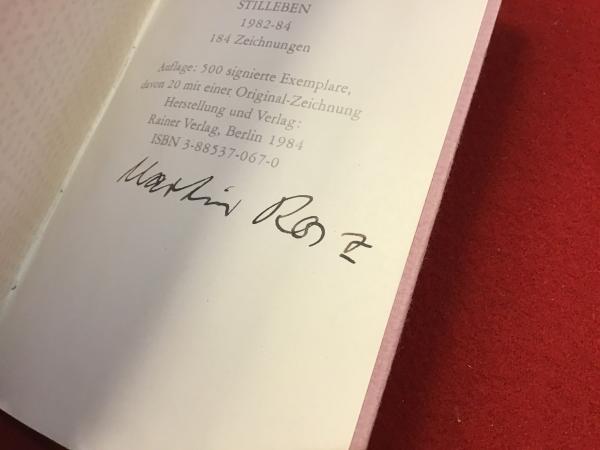 STILLEBEN
1982-84
184 Zeichnungen
Auflage: 500 signierte Exemplare,
davon 20 mit einer Original-Zeichnung
Herstellung und Verlag:
Rainer Verlag, Berlin 1984
ISBN 3-88537-067-0
Martin Rosz